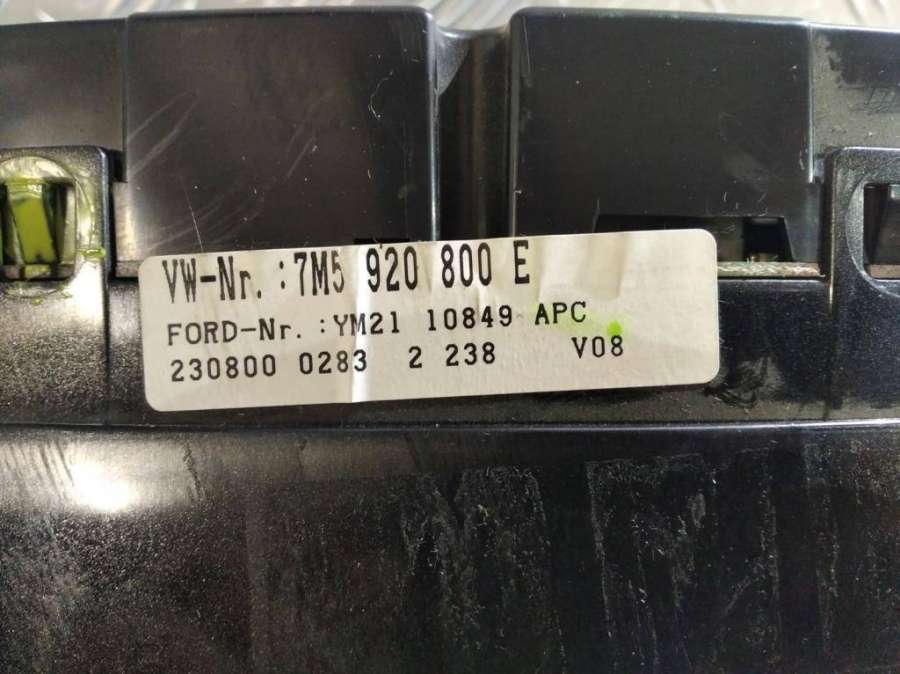 VW-Nr. :7M5 920 800 E
FORD-Nr. :YM21 10849 APC
230800 0283 2 238 V08